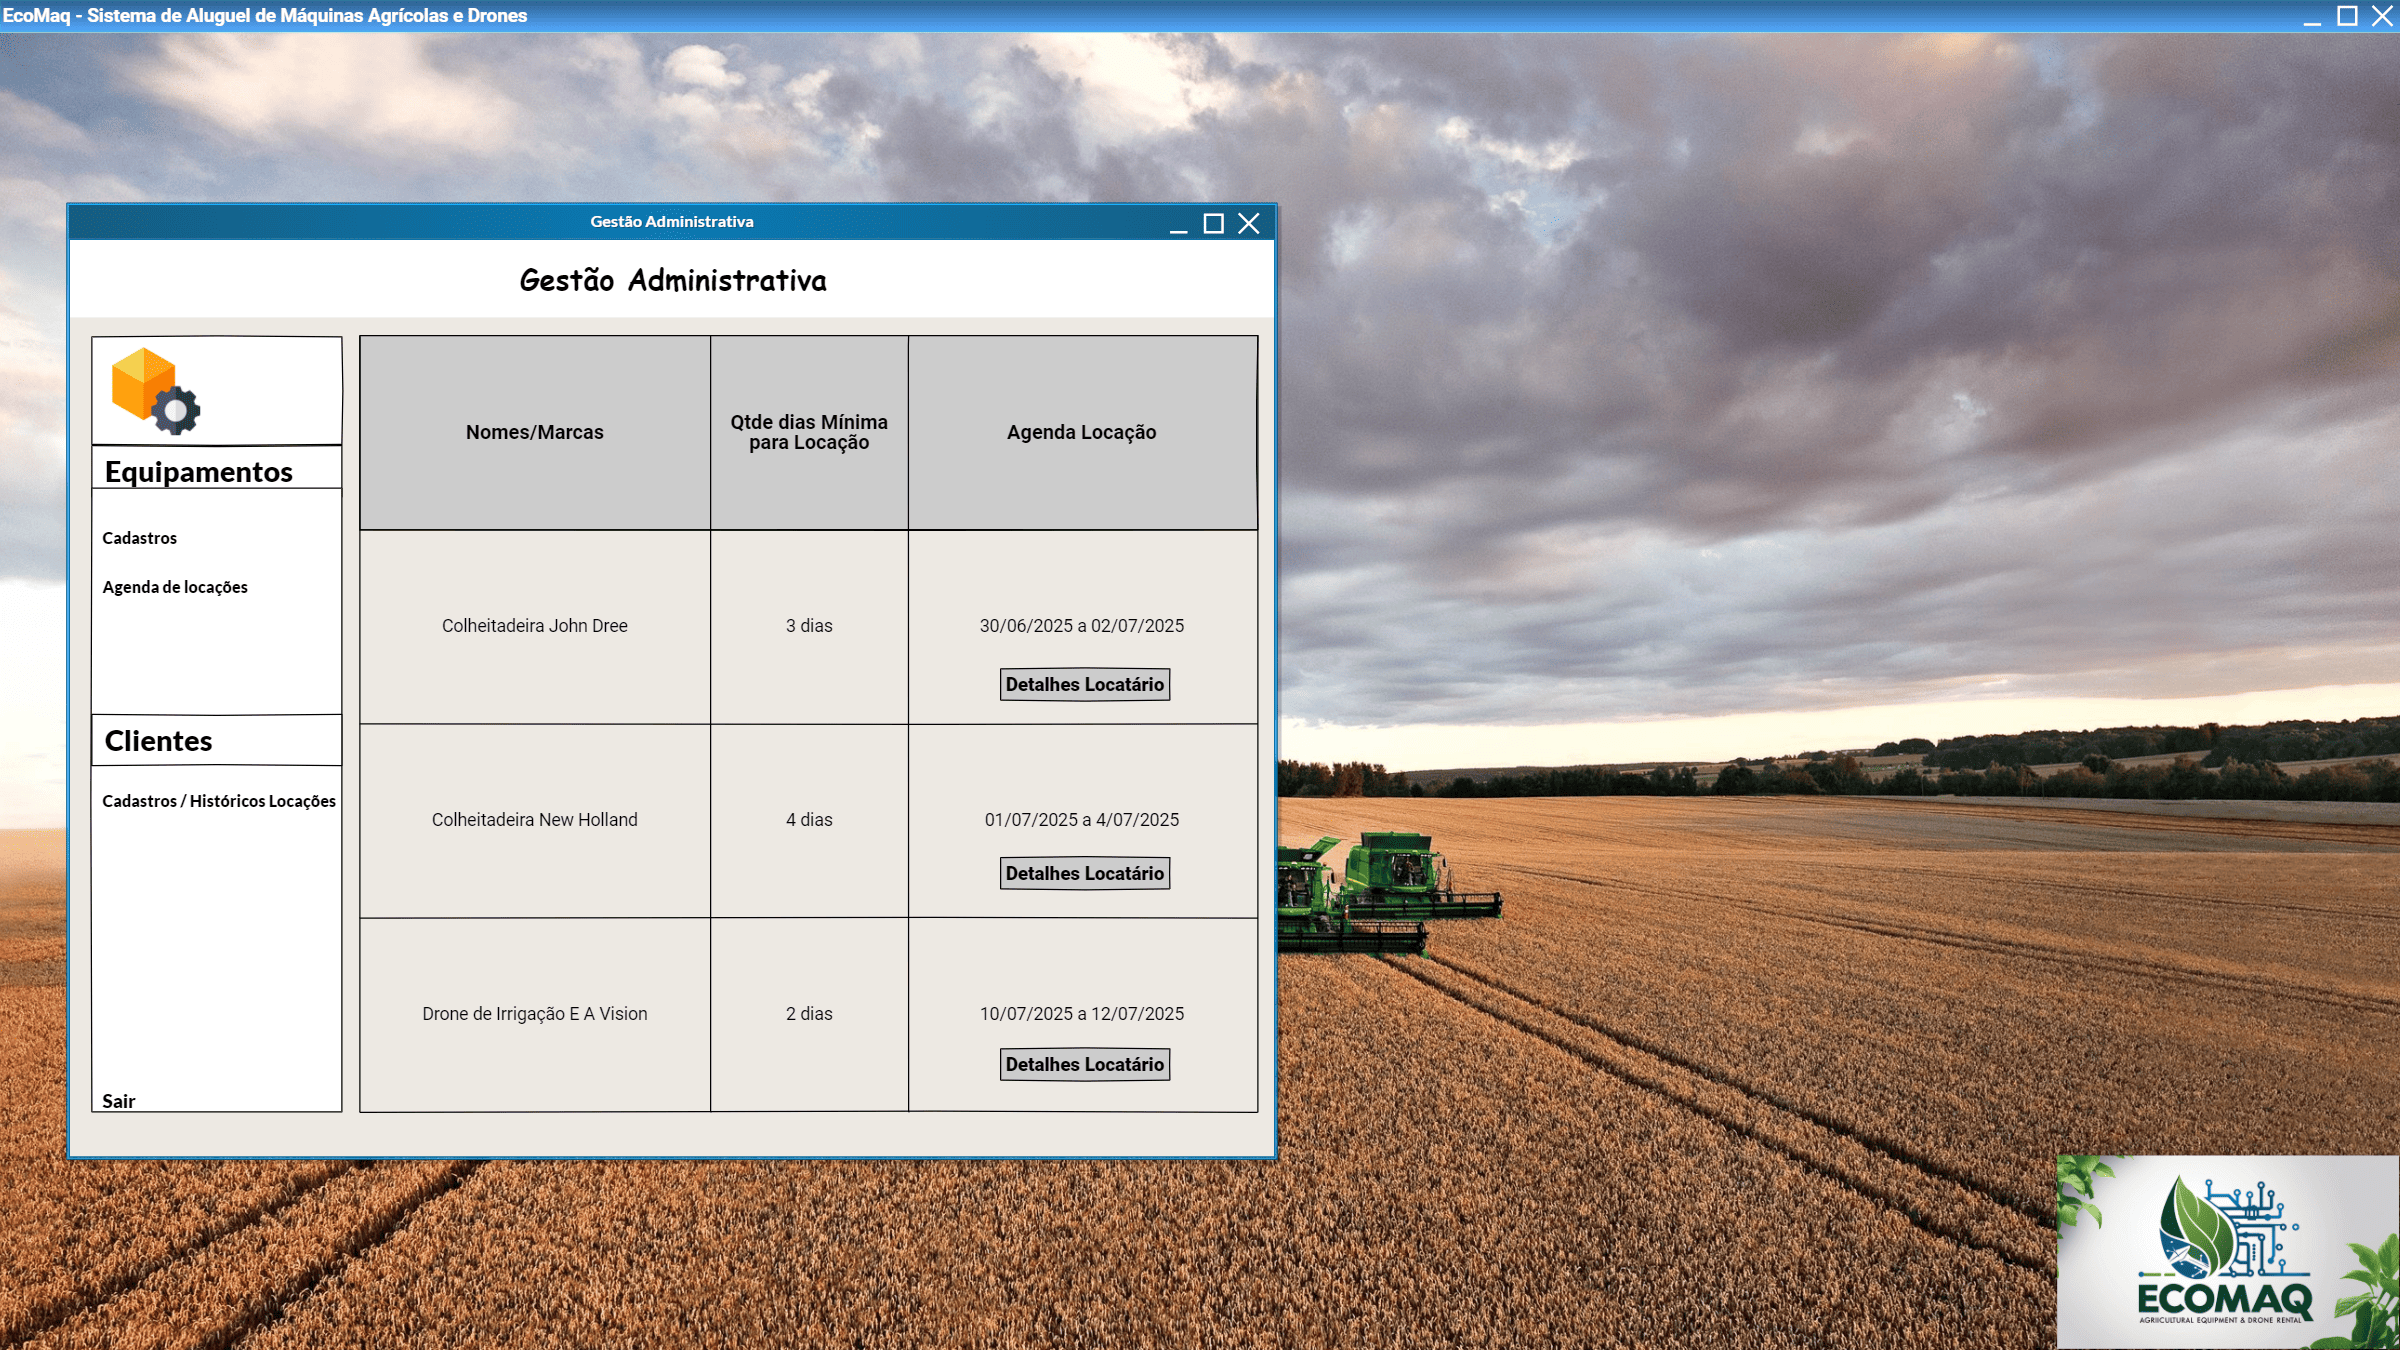 EcoMaq - Sistema de Aluguel de Máquinas Agrícolas e Drones
Gestão Administrativa
Gestão Administrativa
Equipamentos
Cadastros
Agenda de locações
Clientes
Cadastros / Históricos Locações
Sair
Nomes/Marcas
Qtde dias Mínima
para Locação
Agenda Locação
Colheitadeira John Dree
3 dias
30/06/2025 a 02/07/2025
Detalhes Locatário
Colheitadeira New Holland
4 dias
01/07/2025 a 4/07/2025
Detalhes Locatário
Drone de Irrigação E A Vision
2 dias
10/07/2025 a 12/07/2025
Detalhes Locatário
ECOMAQ
AGRIICULTURAL EQUIPMENT & DRONE RENTAL